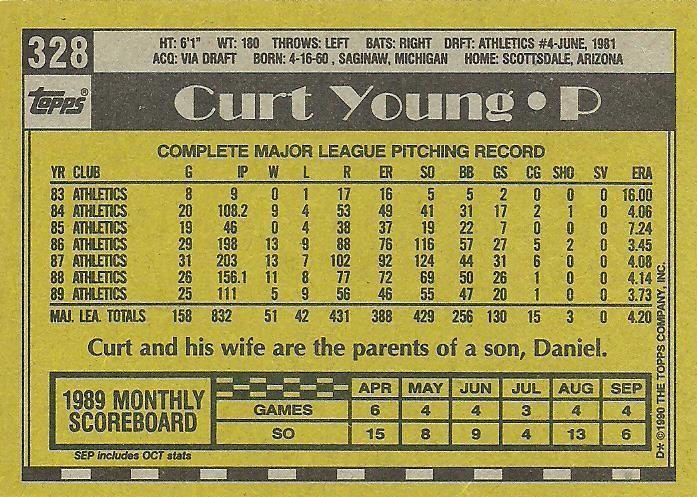 328
HT: 6'1" WT: 180 THROWS: LEFT BATS: RIGHT DRFT: ATHLETICS #4-JUNE, 1981
ACQ: VIA DRAFT BORN: 4-16-60 , SAGINAW, MICHIGAN HOME: SCOTTSDALE, ARIZONA
Topps®
Curt Young • P
COMPLETE MAJOR LEAGUE PITCHING RECORD
YR CLUB G IP W L R ER SO BB GS CG SHO SV ERA
83 ATHLETICS 8 9 0 1 17 16 5 5 2 0 0 0 16.00
84 ATHLETICS 20 108.2 9 4 53 49 41 31 17 2 1 0 4.06
85 ATHLETICS 19 46 0 4 38 37 19 22 7 0 0 0 7.24
86 ATHLETICS 29 198 13 9 88 76 116 57 27 5 2 0 3.45
87 ATHLETICS 31 203 13 7 102 92 124 44 31 6 0 0 4.08
88 ATHLETICS 26 156.1 11 8 77 72 69 50 26 1 0 0 4.14
89 ATHLETICS 25 111 5 9 56 46 55 47 20 1 0 0 3.73
MAJ. LEA. TOTALS 158 832 51 42 431 388 429 256 130 15 3 0 4.20
Curt and his wife are the parents of a son, Daniel.
1989 MONTHLY SCOREBOARD
APR MAY JUN JUL AUG SEP
GAMES 6 4 4 3 4 4
SO 15 8 9 4 13 6
SEP includes OCT stats
D* © 1990 THE TOPPS COMPANY, INC.